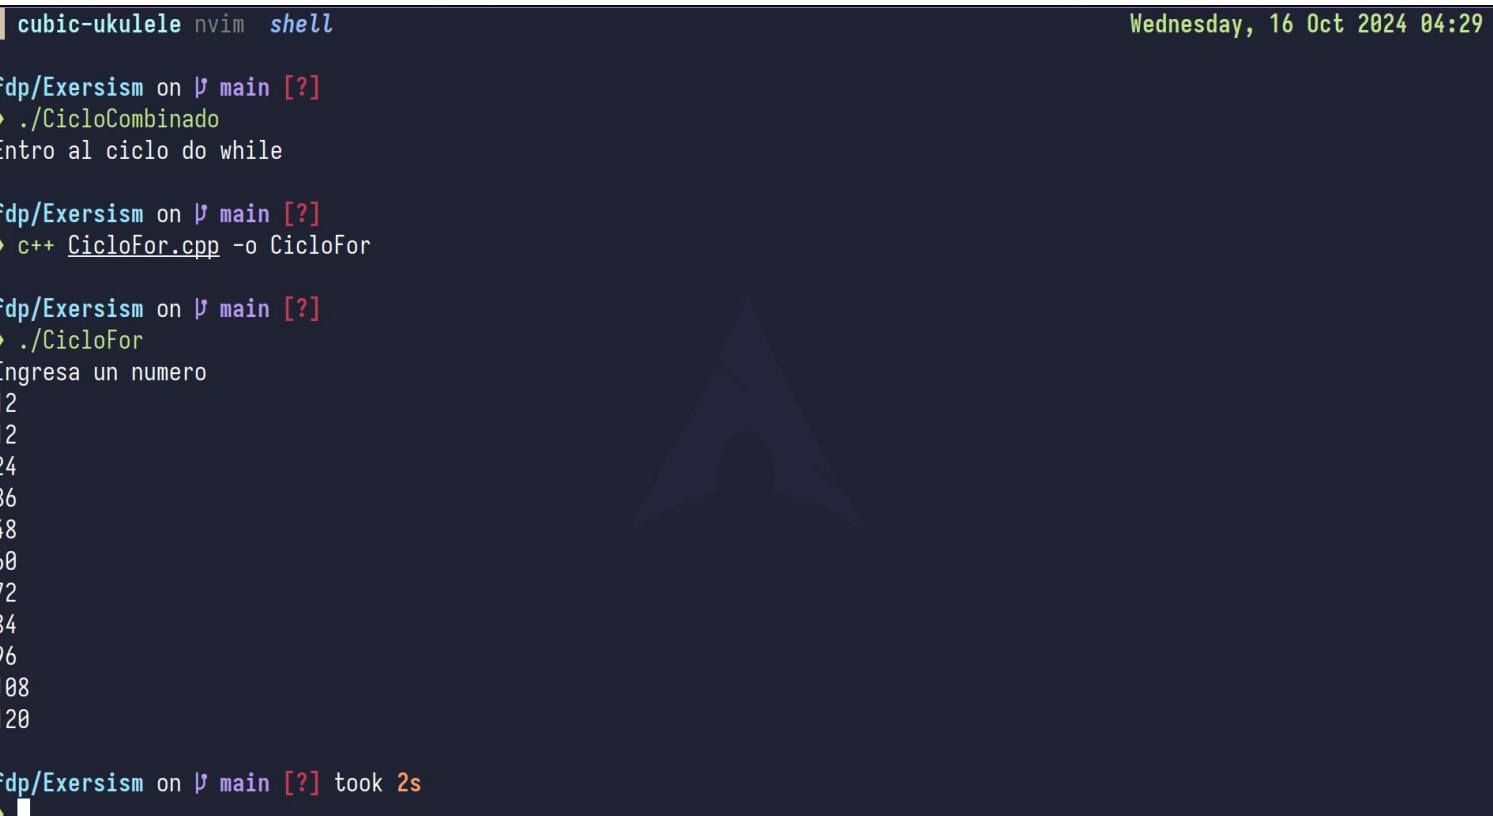 cubic-ukulele nvim shell Wednesday, 16 Oct 2024 04:29
fdp/Exersism on main [?]
❯ ./CicloCombinado
Entro al ciclo do while
fdp/Exersism on main [?]
❯ c++ CicloFor.cpp -o CicloFor
fdp/Exersism on main [?]
❯ ./CicloFor
Ingresa un numero
12
12
24
36
48
60
72
84
96
108
120
fdp/Exersism on main [?] took 2s
❯